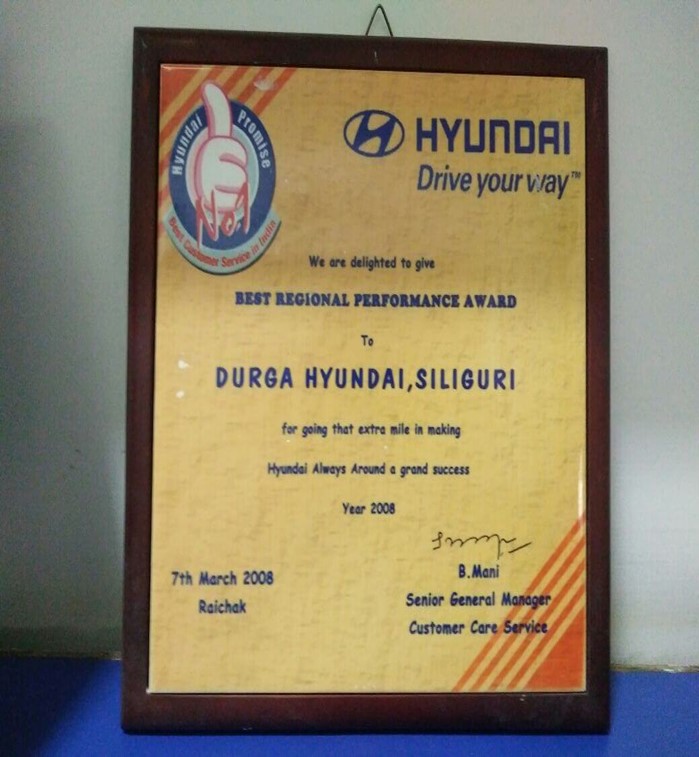 Hyundai Promise
No.1
Best Customer Service in India
HYUNDAI
Drive your way™
We are delighted to give
BEST REGIONAL PERFORMANCE AWARD
To
DURGA HYUNDAI,SILIGURI
for going that extra mile in making
Hyundai Always Around a grand success
Year 2008
7th March 2008
Raichak
B.Mani
Senior General Manager
Customer Care Service